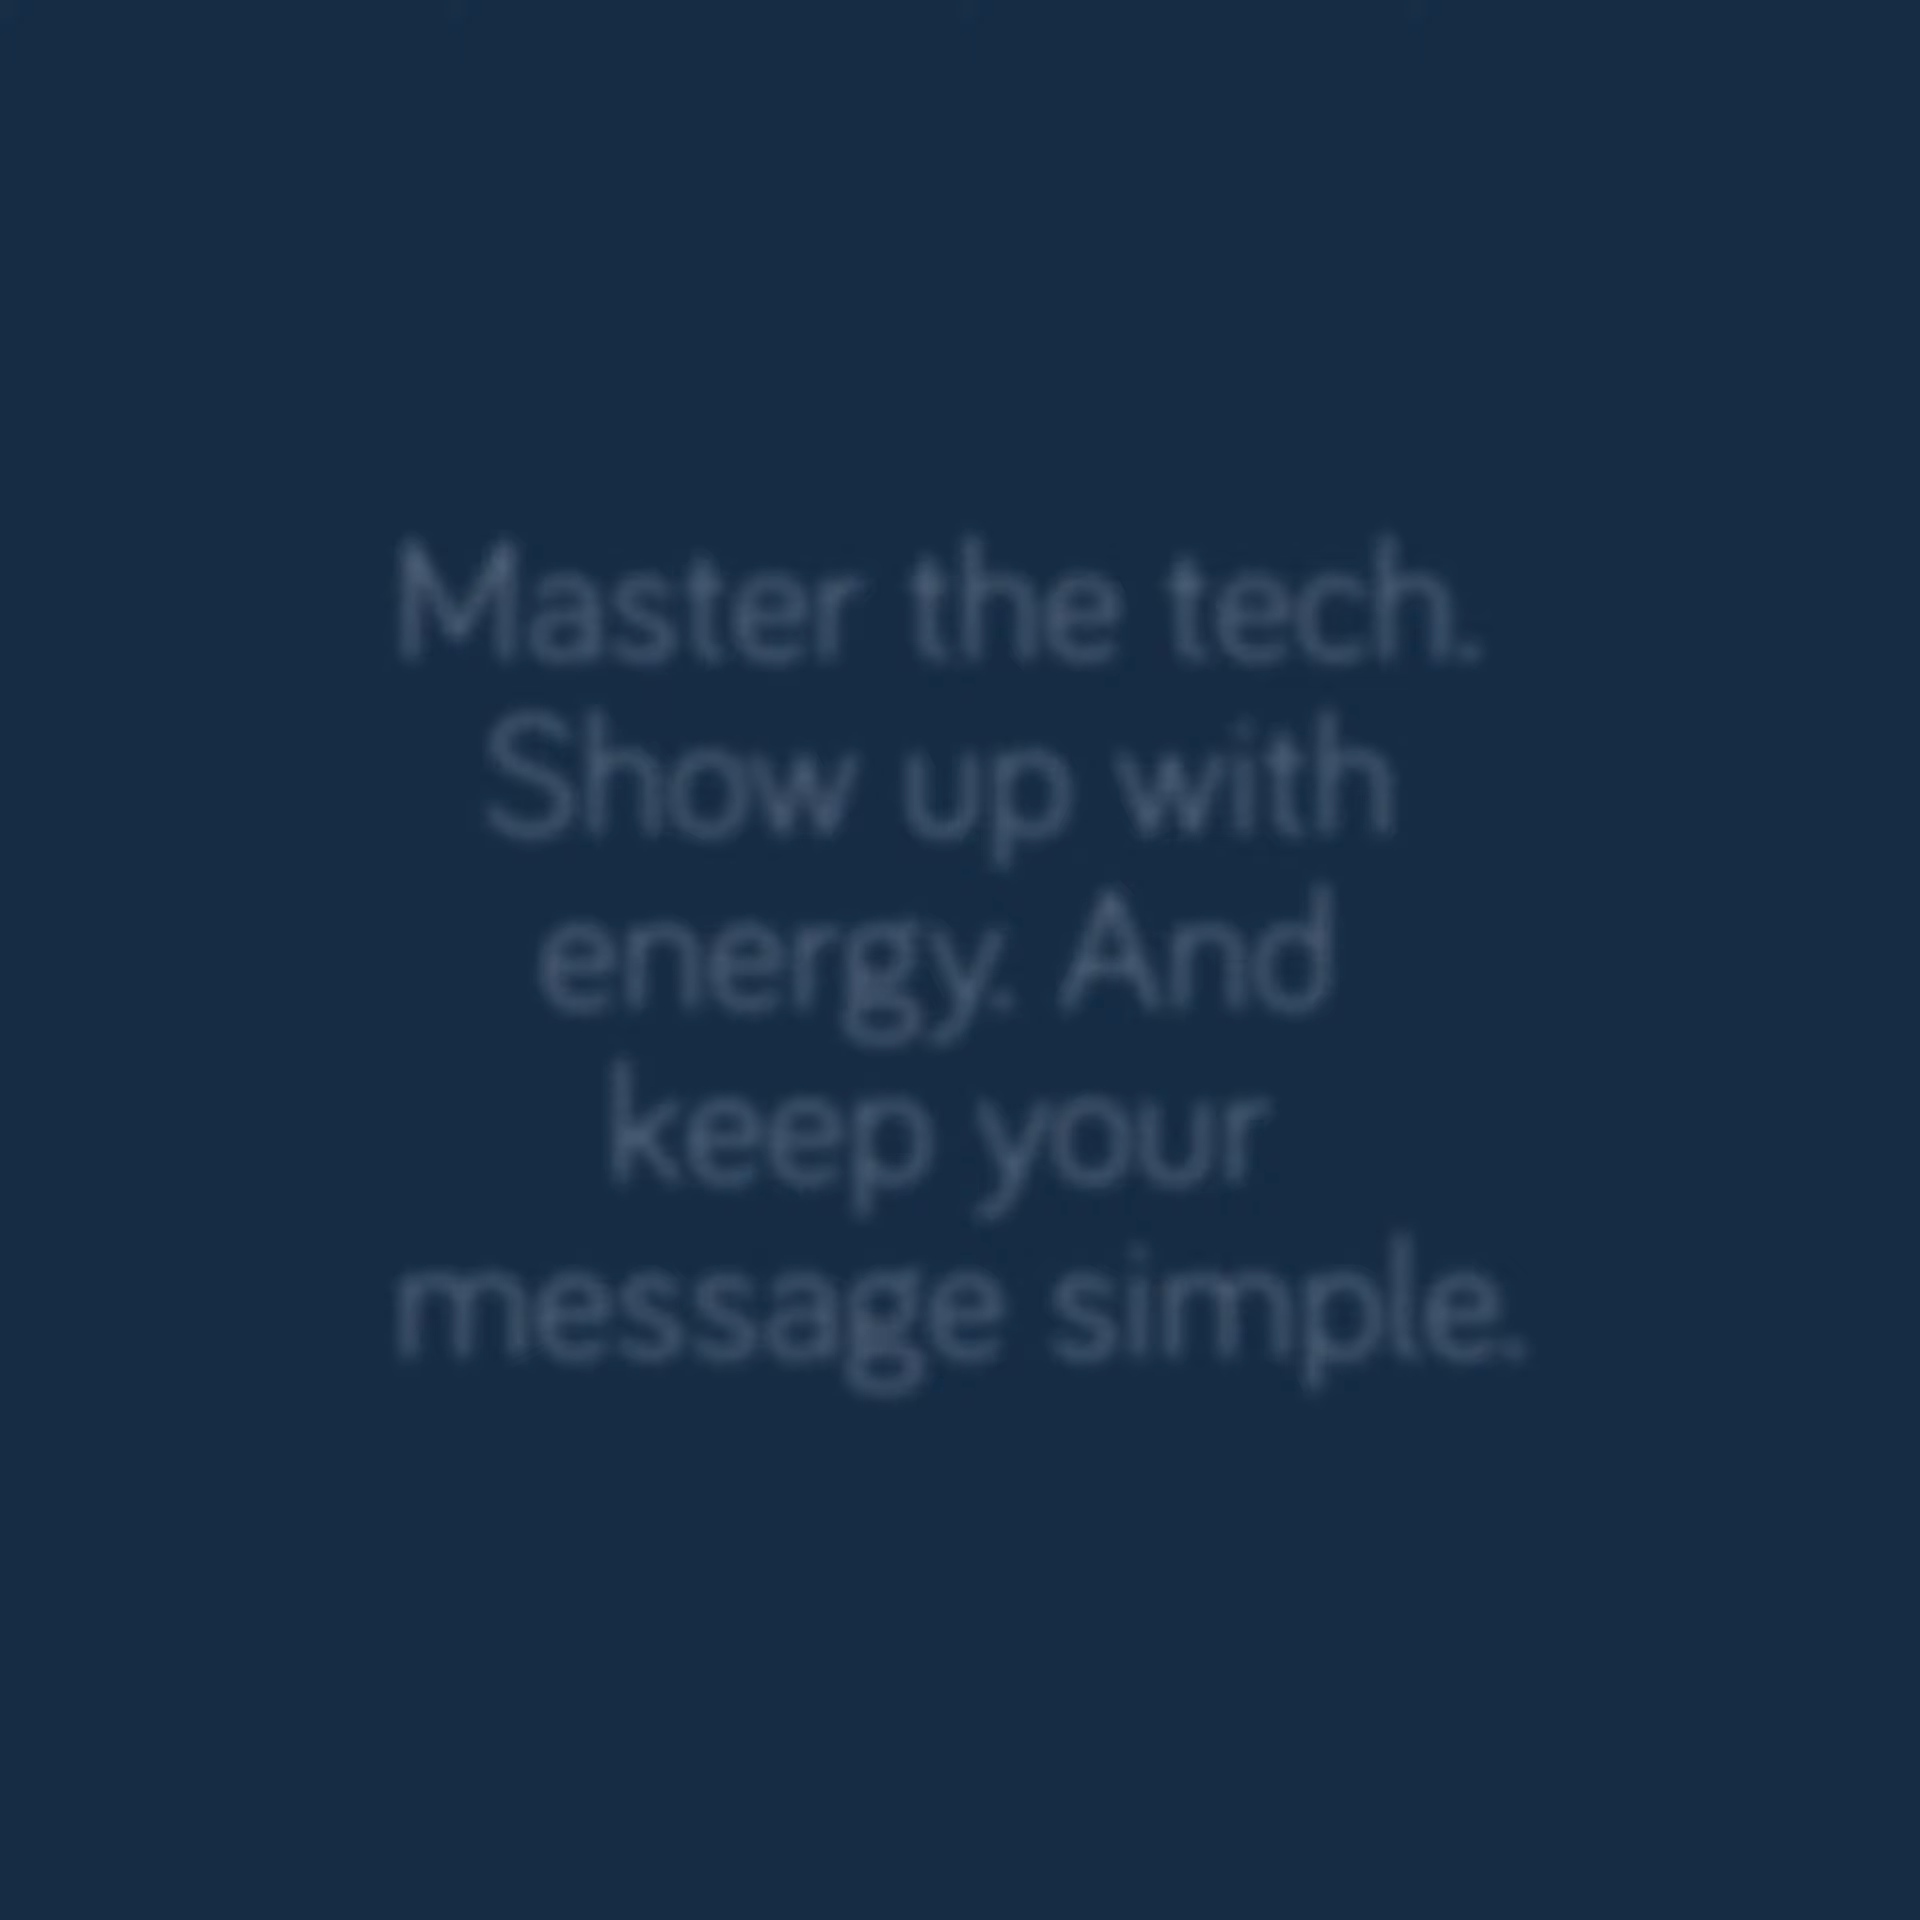 Master the tech.
Show up with
energy. And
keep your
message simple.